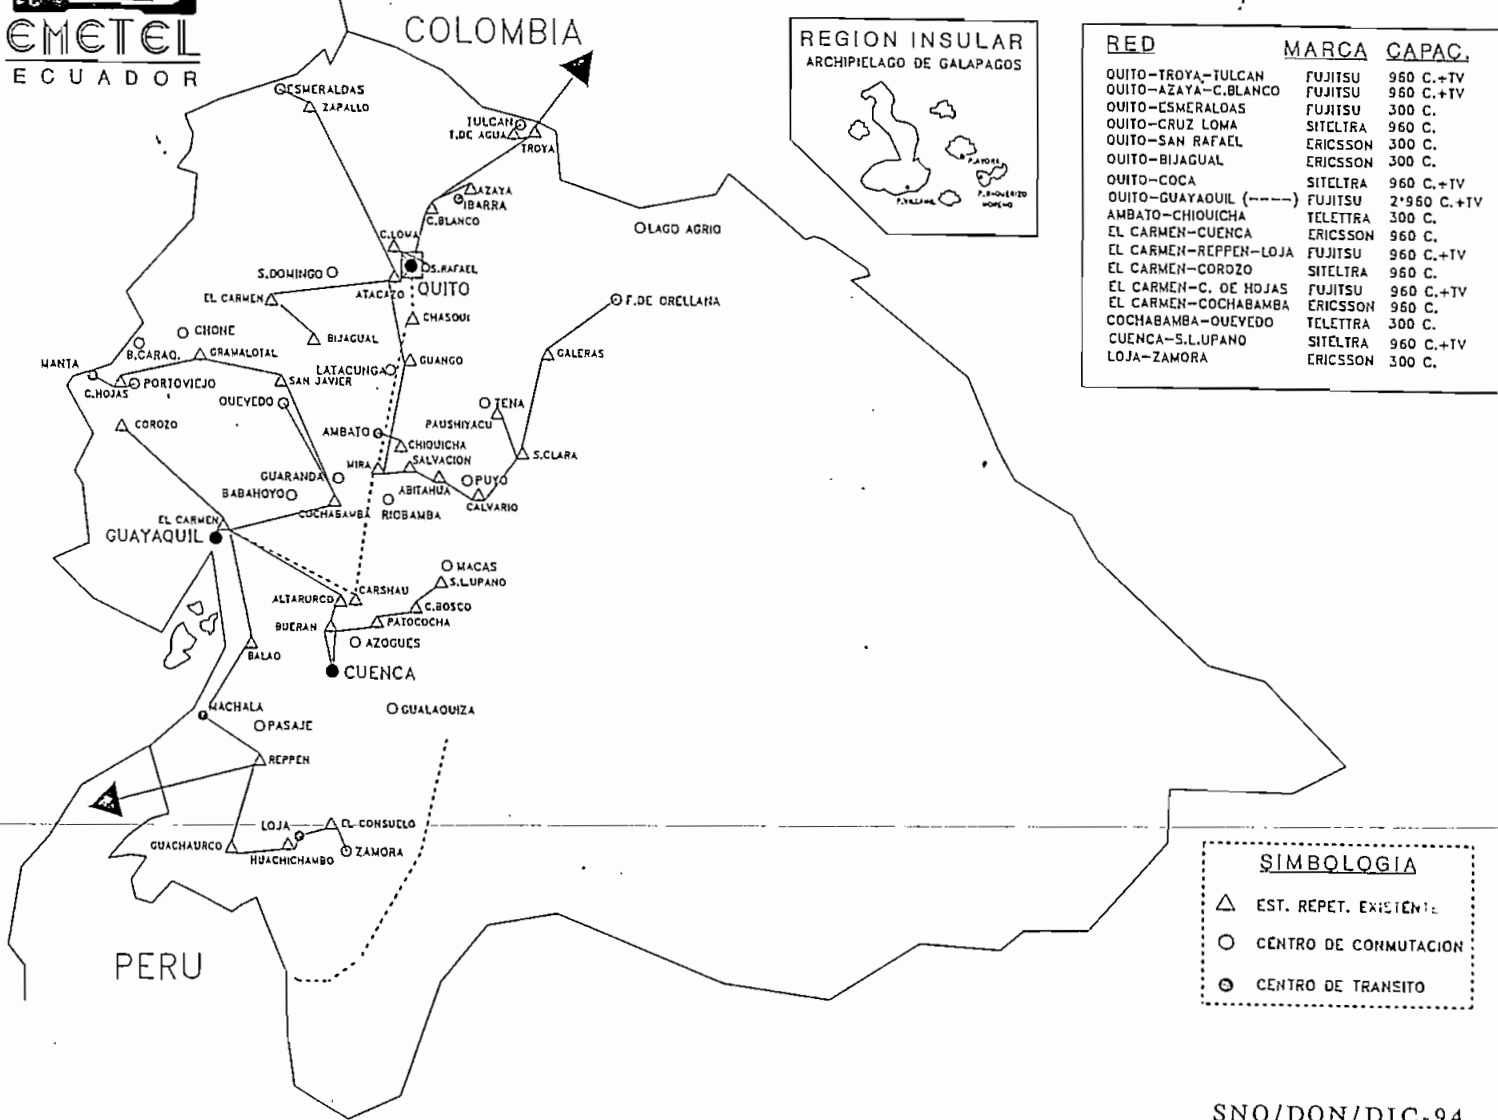 EMETEL
ECUADOR
COLOMBIA
REGION INSULAR
ARCHIPIELAGO DE GALAPAGOS
P.AYORA
P.BAQUERIZO
MORENO
P.VILLAMIL
RED MARCA CAPAC.
QUITO-TROYA-TULCAN FUJITSU 960 C.+TV
QUITO-AZAYA-C.BLANCO FUJITSU 960 C.+TV
QUITO-ESMERALDAS FUJITSU 300 C.
QUITO-CRUZ LOMA SITELTRA 960 C.
QUITO-SAN RAFAEL ERICSSON 300 C.
QUITO-BIJAGUAL ERICSSON 300 C.
QUITO-COCA SITELTRA 960 C.+TV
QUITO-GUAYAQUIL (----) FUJITSU 2*960 C.+TV
AMBATO-CHIQUICHA TELETTRA 300 C.
EL CARMEN-CUENCA ERICSSON 960 C.
EL CARMEN-REPPEN-LOJA FUJITSU 960 C.+TV
EL CARMEN-COROZO SITELTRA 960 C.
EL CARMEN-C. DE HOJAS FUJITSU 960 C.+TV
EL CARMEN-COCHABAMBA ERICSSON 960 C.
COCHABAMBA-QUEVEDO TELETTRA 300 C.
CUENCA-S.L.UPANO SITELTRA 960 C.+TV
LOJA-ZAMORA ERICSSON 300 C.
ESMERALDAS
ZAPALLO
TULCAN
T.DE AGUA
TROYA
AZAYA
IBARRA
C.BLANCO
LAGO AGRIO
C.LOMA
S.RAFAEL
S.DOMINGO
ATACAZO
QUITO
EL CARMEN
F.DE ORELLANA
CHASQUI
CHONE
BIJAGUAL
B.CARAQ.
GRAMALOTAL
GUANGO
GALERAS
MANTA
LATACUNGA
C.HOJAS
PORTOVIEJO
SAN JAVIER
QUEVEDO
TENA
PAUSHIYACU
COROZO
AMBATO
CHIQUICHA
S.CLARA
MIRA
SALVACION
GUARANDA
PUYO
ABITAHUA
BABAHOYO
CALVARIO
COCHABAMBA
RIOBAMBA
EL CARMEN
GUAYAQUIL
MACAS
S.L.UPANO
ALTARURCO
CARSHAU
C.BOSCO
BUERAN
PATOCOCHA
AZOGUES
BALAO
CUENCA
MACHALA
GUALAQUIZA
PASAJE
REPPEN
LOJA
EL CONSUELO
GUACHAURCO
HUACHICHAMBO
ZAMORA
PERU
SIMBOLOGIA
EST. REPET. EXISTENTE
CENTRO DE CONMUTACION
CENTRO DE TRANSITO
SNO/DON/DIC-94